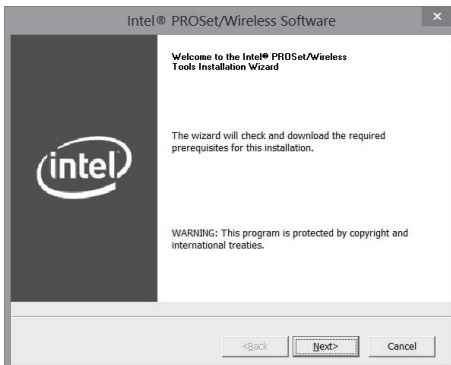 Intel® PROSet/Wireless Software
×
Welcome to the Intel® PROSet/Wireless
Tools Installation Wizard
The wizard will check and download the required
prerequisites for this installation.
(intel)
WARNING: This program is protected by copyright and
international treaties.
<Back Next> Cancel